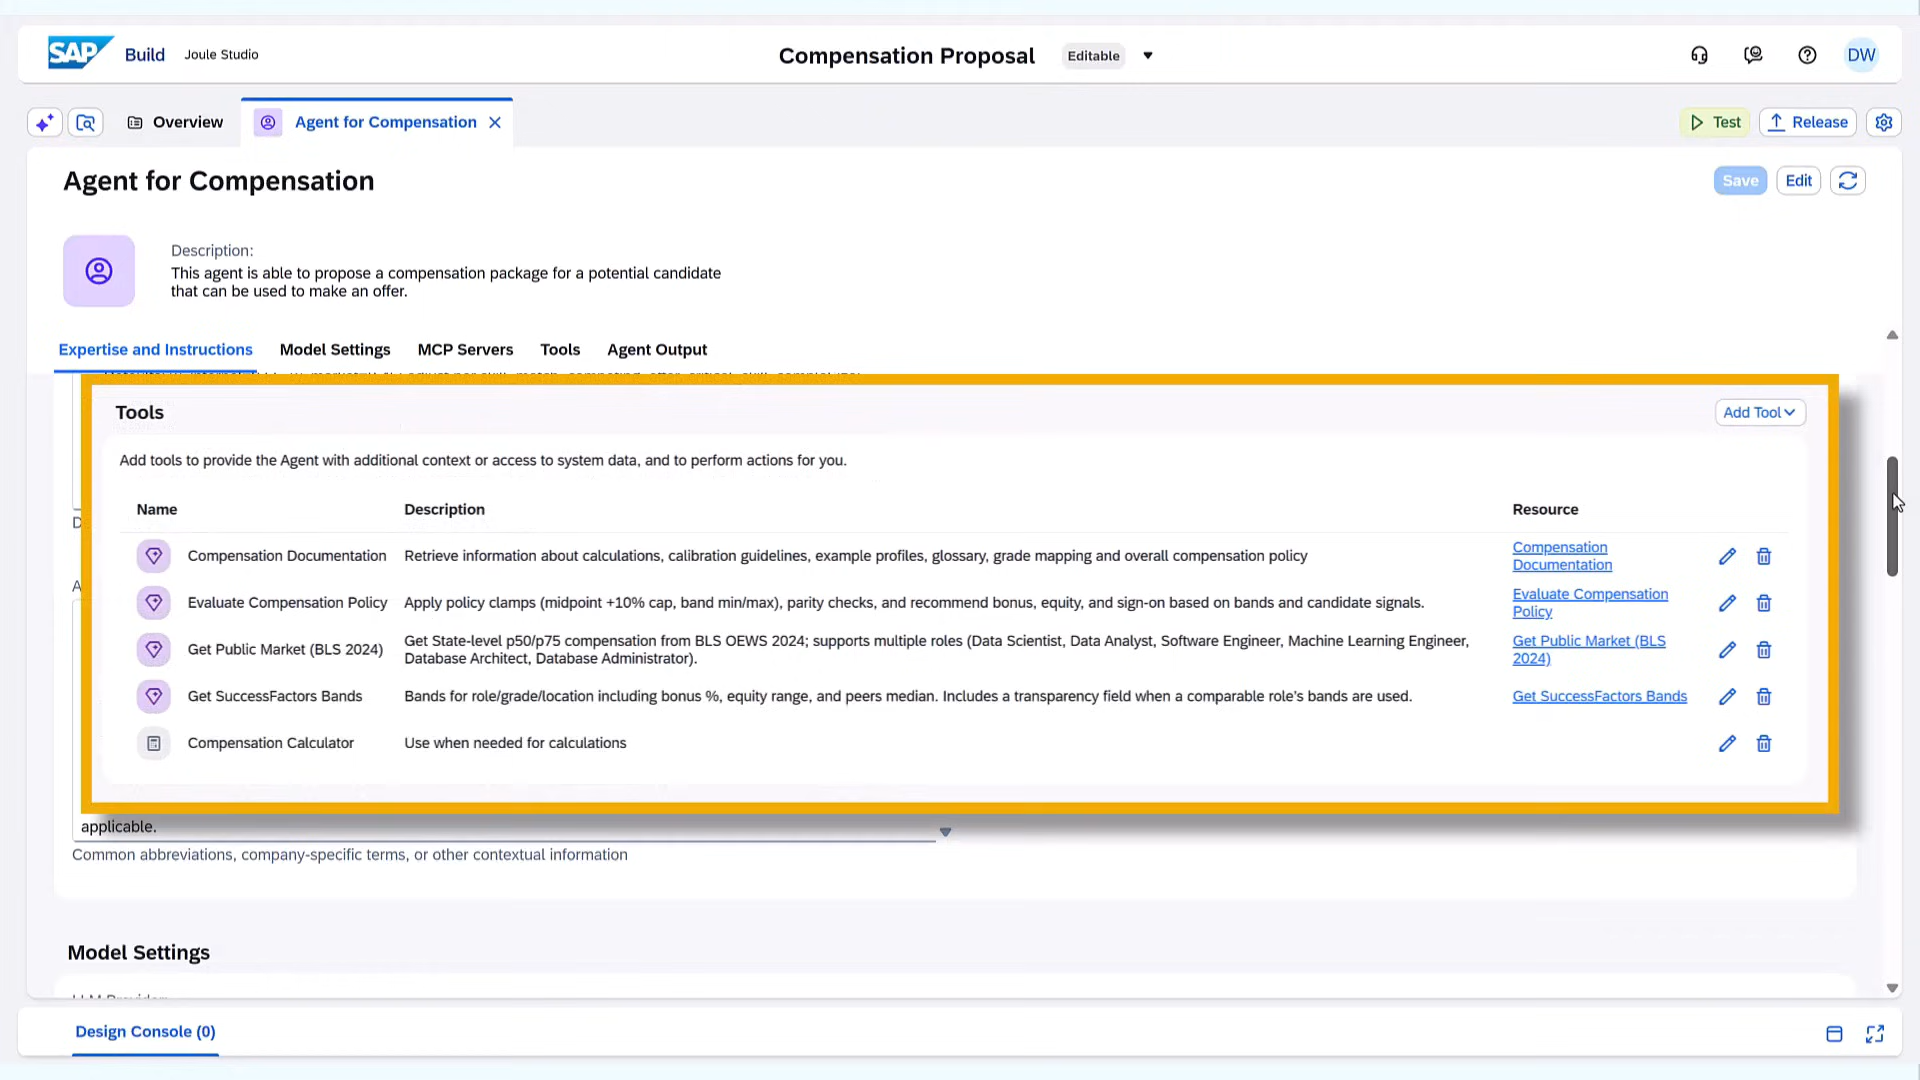 SAP Build Joule Studio
Compensation Proposal Editable
DW
Overview
Agent for Compensation
Test
Release
Agent for Compensation
Save
Edit
Description:
This agent is able to propose a compensation package for a potential candidate
that can be used to make an offer.
Expertise and Instructions
Model Settings
MCP Servers
Tools
Agent Output
Tools
Add Tool
Add tools to provide the Agent with additional context or access to system data, and to perform actions for you.
Name Description Resource
Compensation Documentation
Retrieve information about calculations, calibration guidelines, example profiles, glossary, grade mapping and overall compensation policy
Compensation
Documentation
Evaluate Compensation Policy
Apply policy clamps (midpoint +10% cap, band min/max), parity checks, and recommend bonus, equity, and sign-on based on bands and candidate signals.
Evaluate Compensation
Policy
Get Public Market (BLS 2024)
Get State-level p50/p75 compensation from BLS OEWS 2024; supports multiple roles (Data Scientist, Data Analyst, Software Engineer, Machine Learning Engineer,
Database Architect, Database Administrator).
Get Public Market (BLS
2024)
Get SuccessFactors Bands
Bands for role/grade/location including bonus %, equity range, and peers median. Includes a transparency field when a comparable role's bands are used.
Get SuccessFactors Bands
Compensation Calculator
Use when needed for calculations
applicable.
Common abbreviations, company-specific terms, or other contextual information
Model Settings
Design Console (0)